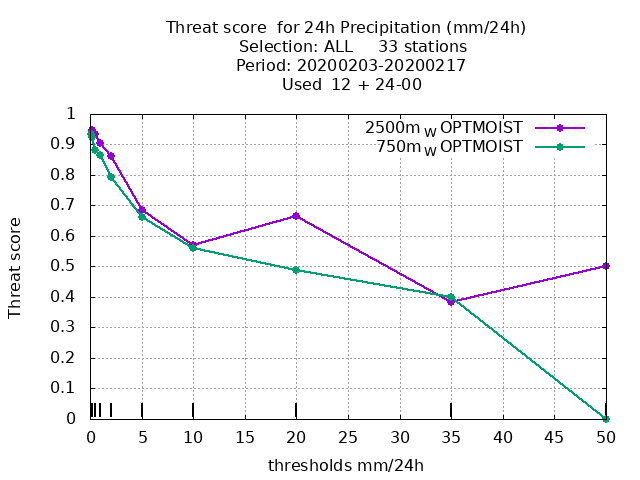 Threat score  for 24h Precipitation (mm/24h)
Selection: ALL     33 stations
Period: 20200203-20200217
Used  12 + 24-00
2500m W OPTMOIST
750m W OPTMOIST
Threat score
1
0.9
0.8
0.7
0.6
0.5
0.4
0.3
0.2
0.1
0
0 5 10 15 20 25 30 35 40 45 50
thresholds mm/24h